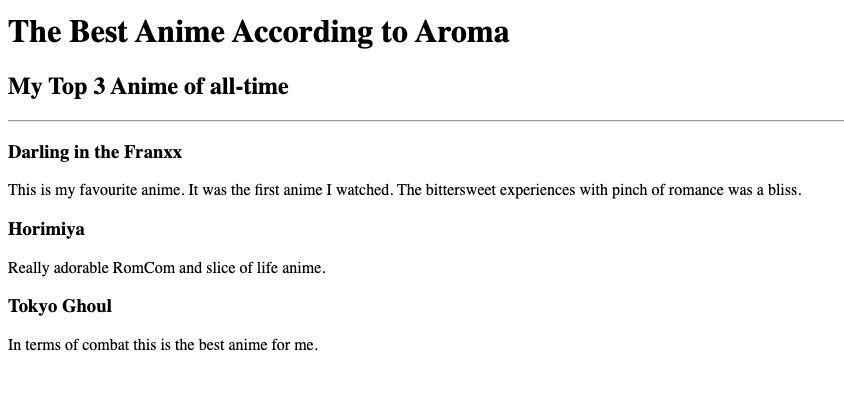 The Best Anime According to Aroma
My Top 3 Anime of all-time
Darling in the Franxx
This is my favourite anime. It was the first anime I watched. The bittersweet experiences with pinch of romance was a bliss.
Horimiya
Really adorable RomCom and slice of life anime.
Tokyo Ghoul
In terms of combat this is the best anime for me.